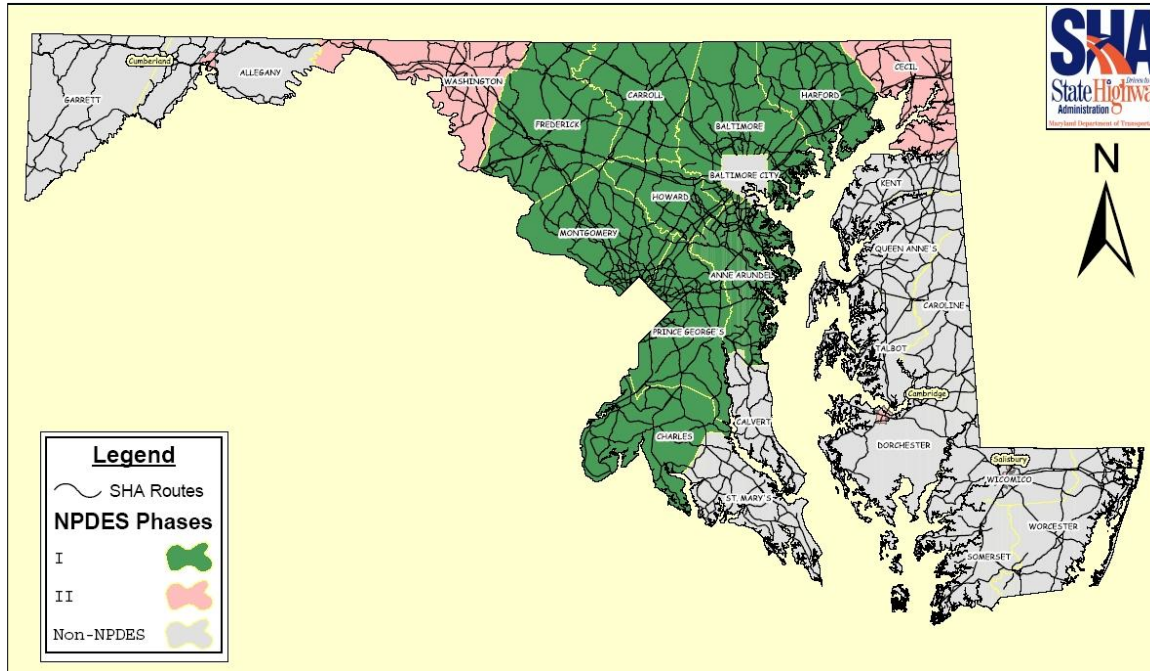 SHA
Driven to
State Highway
Administration
Maryland Department of Transportation
N
Cumberland
ALLEGANY
GARRETT
WASHINGTON
CARROLL
HARFORD
CECIL
FREDERICK
BALTIMORE
BALTIMORE CITY
KENT
HOWARD
MONTGOMERY
QUEEN ANNE'S
ANNE ARUNDEL
CAROLINE
PRINCE GEORGE'S
TALBOT
Cambridge
CALVERT
CHARLES
DORCHESTER
Salisbury
WICOMICO
ST. MARY'S
WORCESTER
SOMERSET
Legend
SHA Routes
NPDES Phases
I
II
Non-NPDES